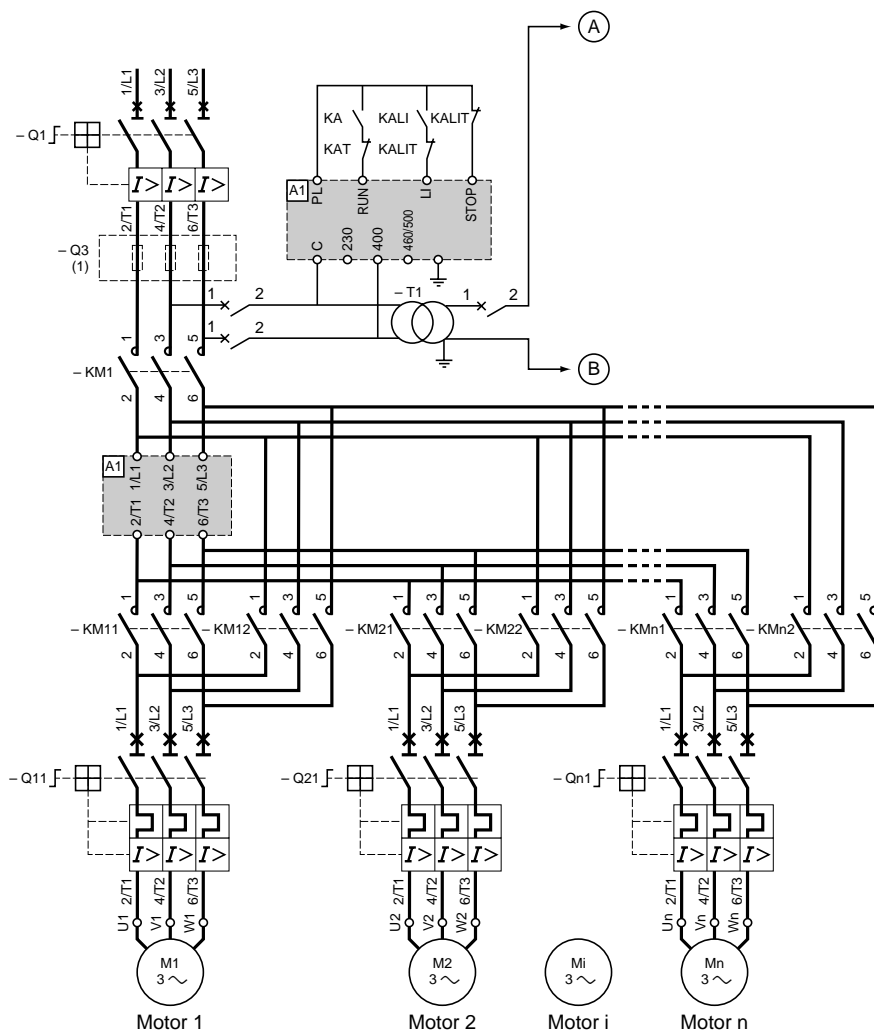 A
1/L1 3/L2 5/L3
– Q1
I> I> I>
2/T1 4/T2 6/T3
– Q3
(1)
KA KALI KALIT
KAT KALIT
A1
PL RUN LI STOP
C 230 400 460/500
1 2
– T1
1 2
1 2
B
1 3 5
– KM1
2 4 6
A1
1/L1 3/L2 5/L3
2/T1 4/T2 6/T3
1 3 5 1 3 5 1 3 5 1 3 5 1 3 5 1 3 5
– KM11 – KM12 – KM21 – KM22 – KMn1 – KMn2
2 4 6 2 4 6 2 4 6 2 4 6 2 4 6 2 4 6
1/L1 3/L2 5/L3 1/L1 3/L2 5/L3 1/L1 3/L2 5/L3
– Q11 – Q21 – Qn1
I> I> I> I> I> I> I> I> I>
2/T1 4/T2 6/T3 2/T1 4/T2 6/T3 2/T1 4/T2 6/T3
U1 V1 W1 U2 V2 W2 Un Vn Wn
M1 M2 Mi Mn
3 ~ 3 ~ 3 ~ 3 ~
Motor 1 Motor 2 Motor i Motor n